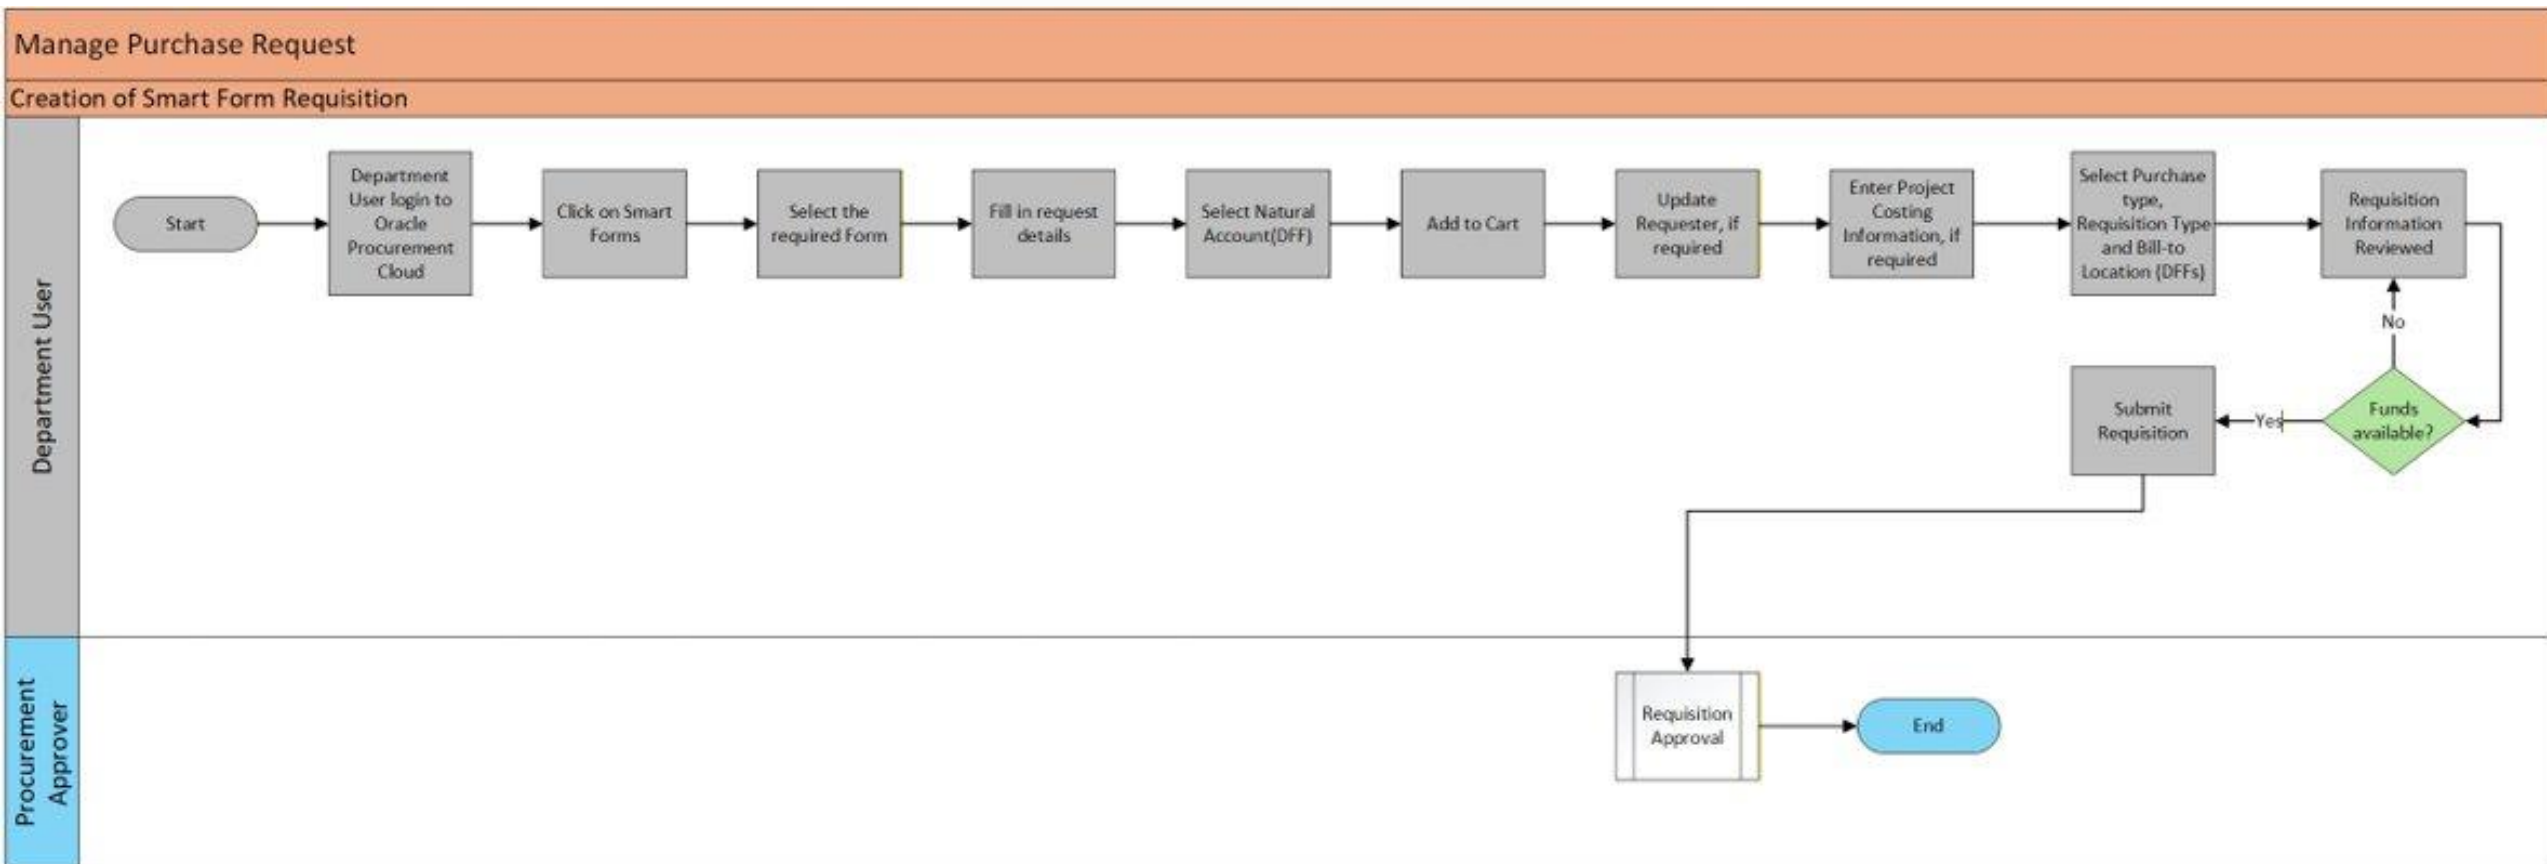 Manage Purchase Request
Creation of Smart Form Requisition
Department User
Start
Department
User login to
Oracle
Procurement
Cloud
Click on Smart
Forms
Select the
required Form
Fill in request
details
Select Natural
Account(DFF)
Add to Cart
Update
Requester, if
required
Enter Project
Costing
Information, if
required
Select Purchase
type,
Requisition Type
and Bill-to
Location (DFFs)
Requisition
Information
Reviewed
No
Funds
available?
Yes
Submit
Requisition
Procurement
Approver
Requisition
Approval
End